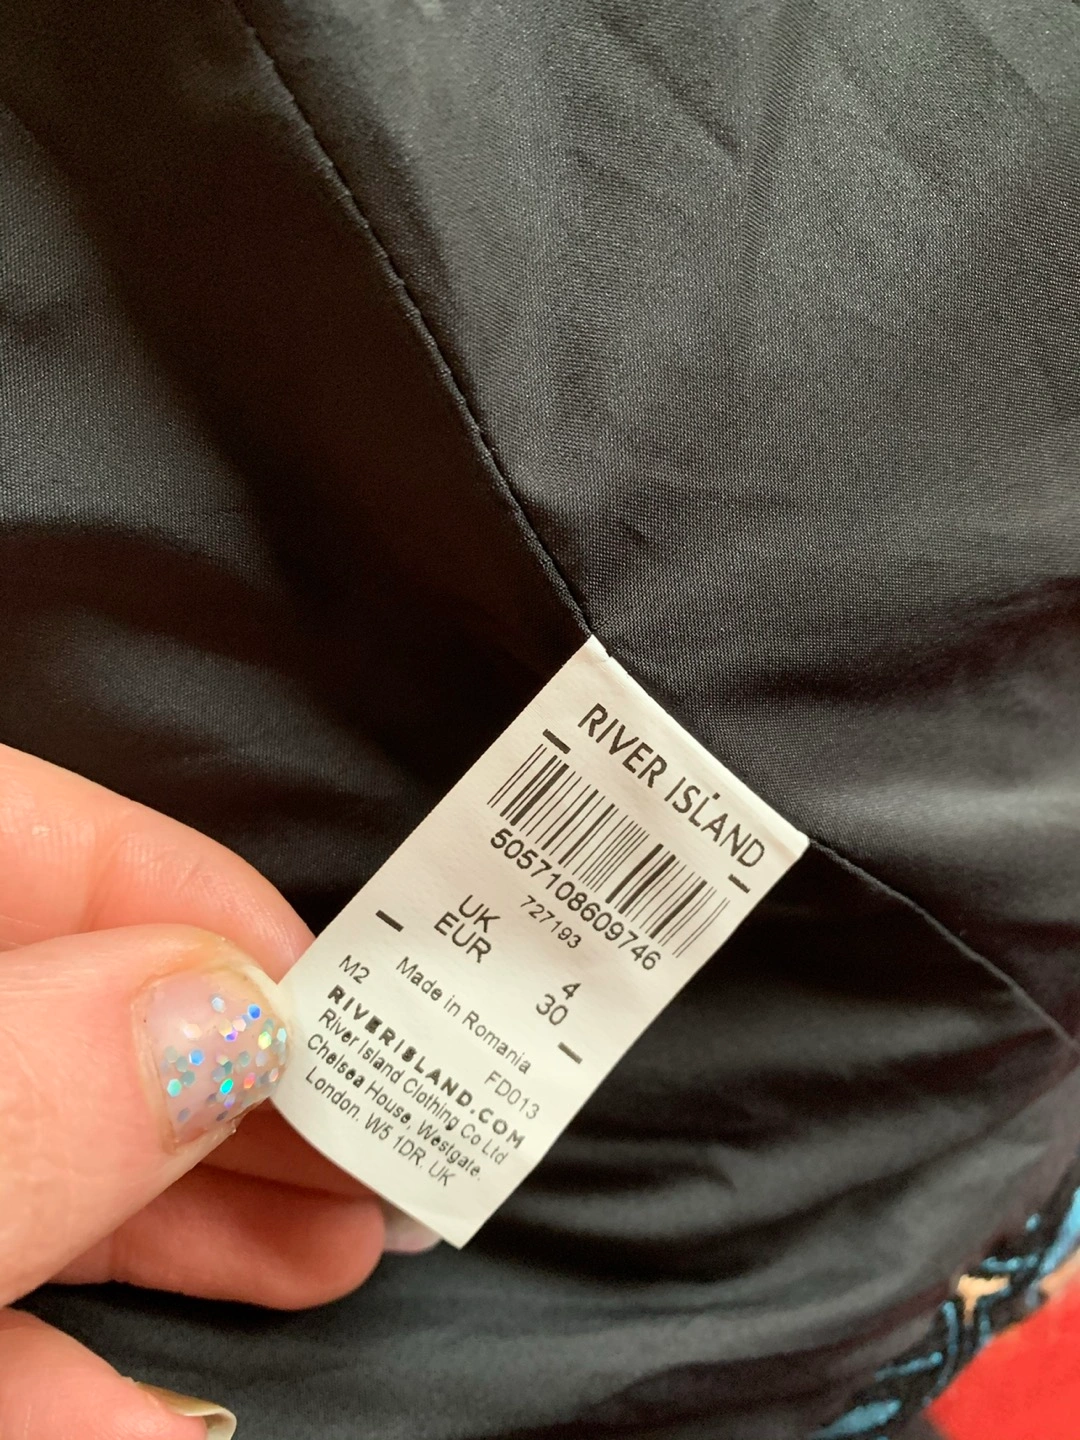 RIVER ISLAND
5057108609746
727193
UK 4
EUR 30
Made in Romania
M2 FD013
RIVERISLAND.COM
River Island Clothing Co Ltd
Chelsea House, Westgate.
London. W5 1DR. UK